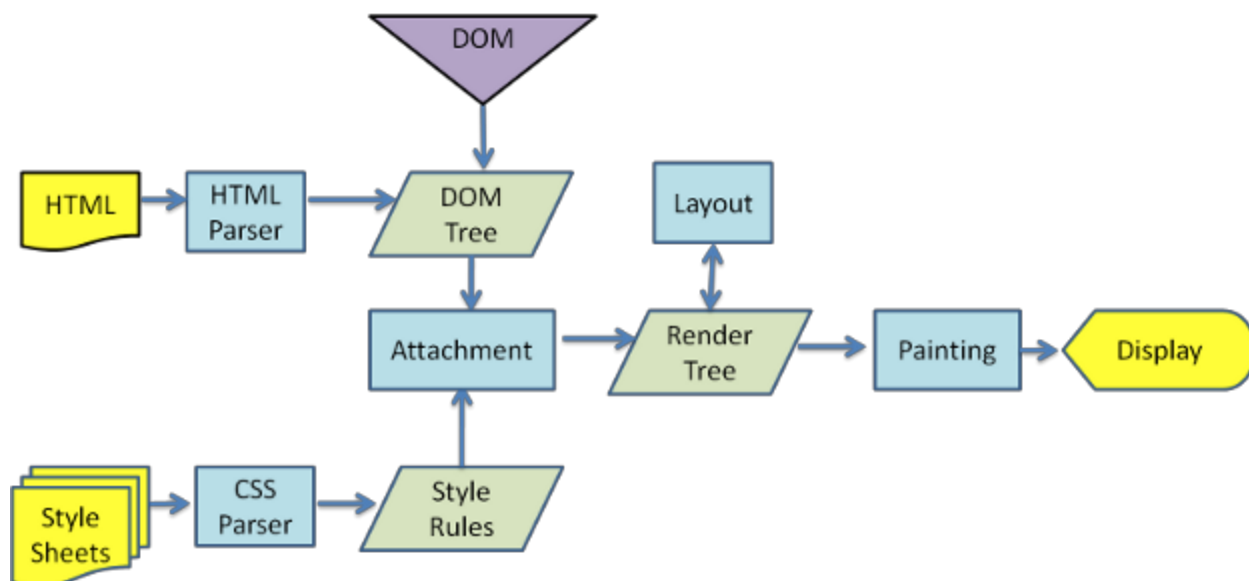 DOM
HTML
HTML
Parser
DOM
Tree
Layout
Attachment
Render
Tree
Painting
Display
Style
Sheets
CSS
Parser
Style
Rules